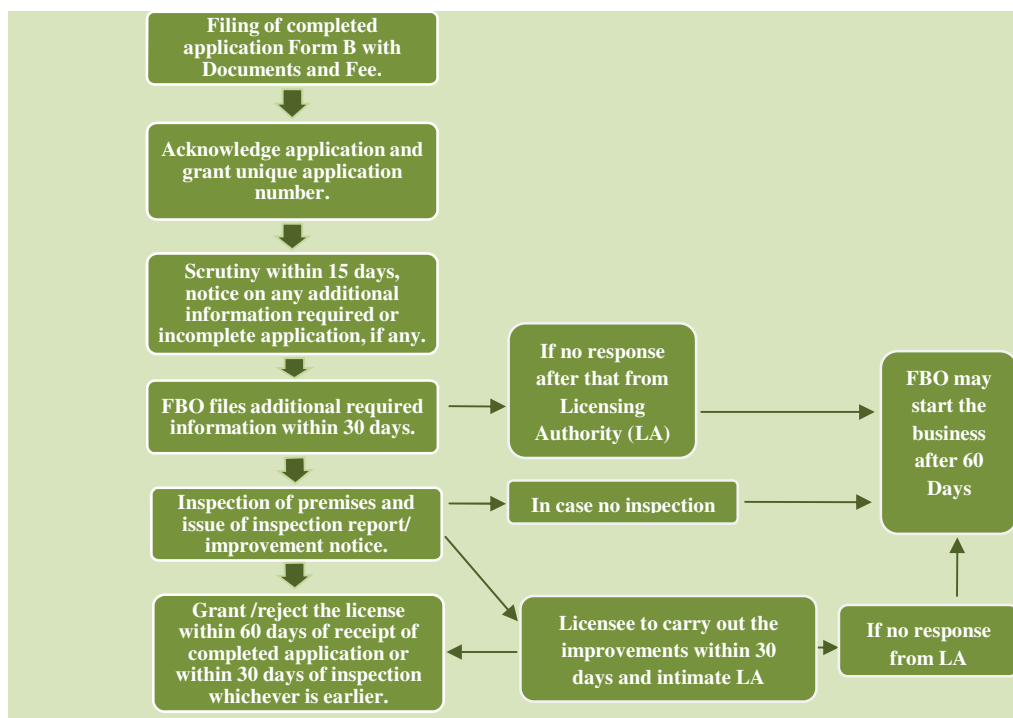 Filing of completed
application Form B with
Documents and Fee.
Acknowledge application and
grant unique application
number.
Scrutiny within 15 days,
notice on any additional
information required or
incomplete application, if any.
FBO files additional required
information within 30 days.
If no response
after that from
Licensing
Authority (LA)
FBO may
start the
business
after 60
Days
Inspection of premises and
issue of inspection report/
improvement notice.
In case no inspection
Grant /reject the license
within 60 days of receipt of
completed application or
within 30 days of inspection
whichever is earlier.
Licensee to carry out the
improvements within 30
days and intimate LA
If no response
from LA